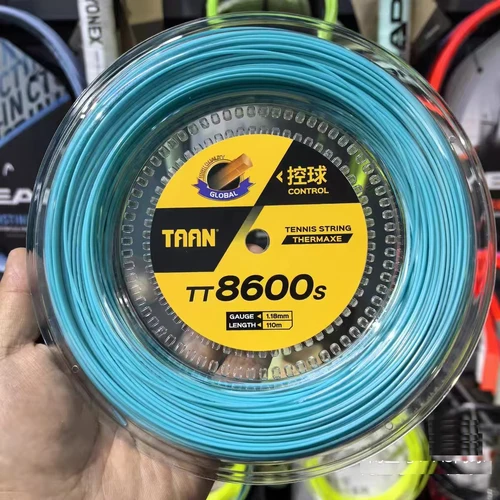 GLOBAL
控球
CONTROL
TAAN
TENNIS STRING
THERMAXE
TT8600S
GAUGE 1.18mm
LENGTH 110m